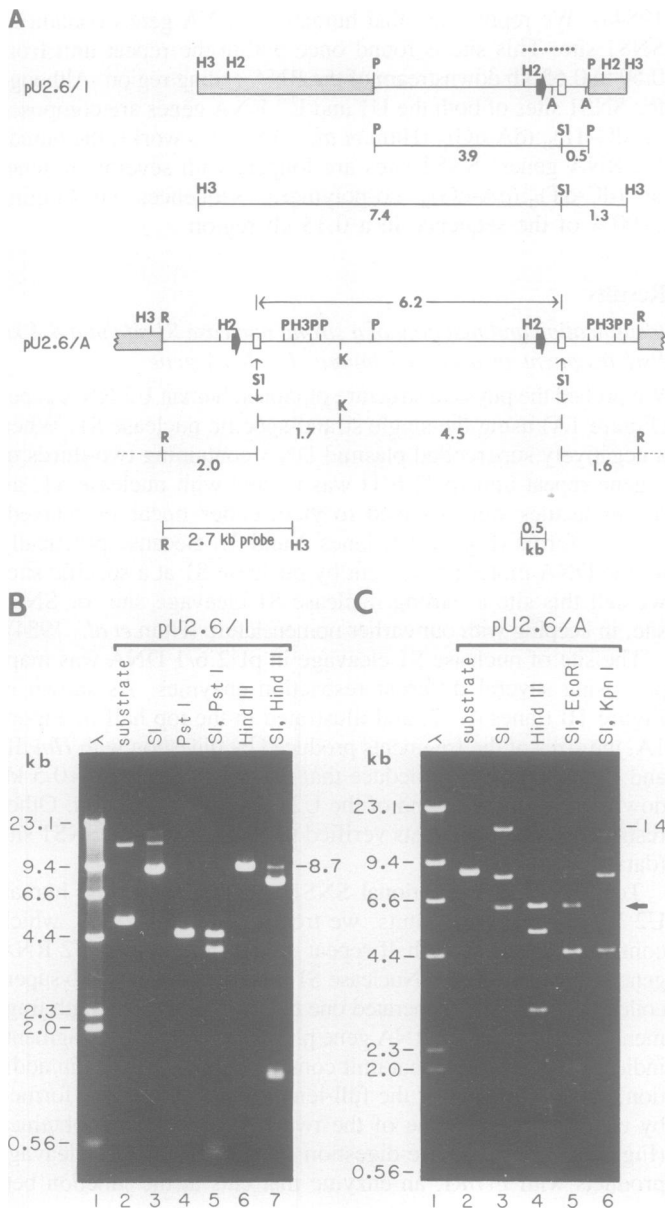 A
H3 H2 P H2 P H2 H3
pU2.6/I
A A
P S1 P
3.9 0.5
H3 S1 H3
7.4 1.3
6.2
H3 R H2 P H3 P P P H2 P H3 P P R
pU2.6/A
K
S1 S1
K
1.7 4.5
R R
2.0 1.6
2.7 kb probe
R H3
0.5
kb
B C
pU2.6/I
λ
substrate
S1
Pst I
S1, Pst I
Hind III
S1, Hind III
kb
23.1
9.4
6.6
4.4
2.3
2.0
0.56
8.7
1 2 3 4 5 6 7
pU2.6/A
λ
substrate
S1
Hind III
S1, EcoRI
S1, Kpn I
kb
23.1
9.4
6.6
4.4
2.3
2.0
0.56
14
1 2 3 4 5 6